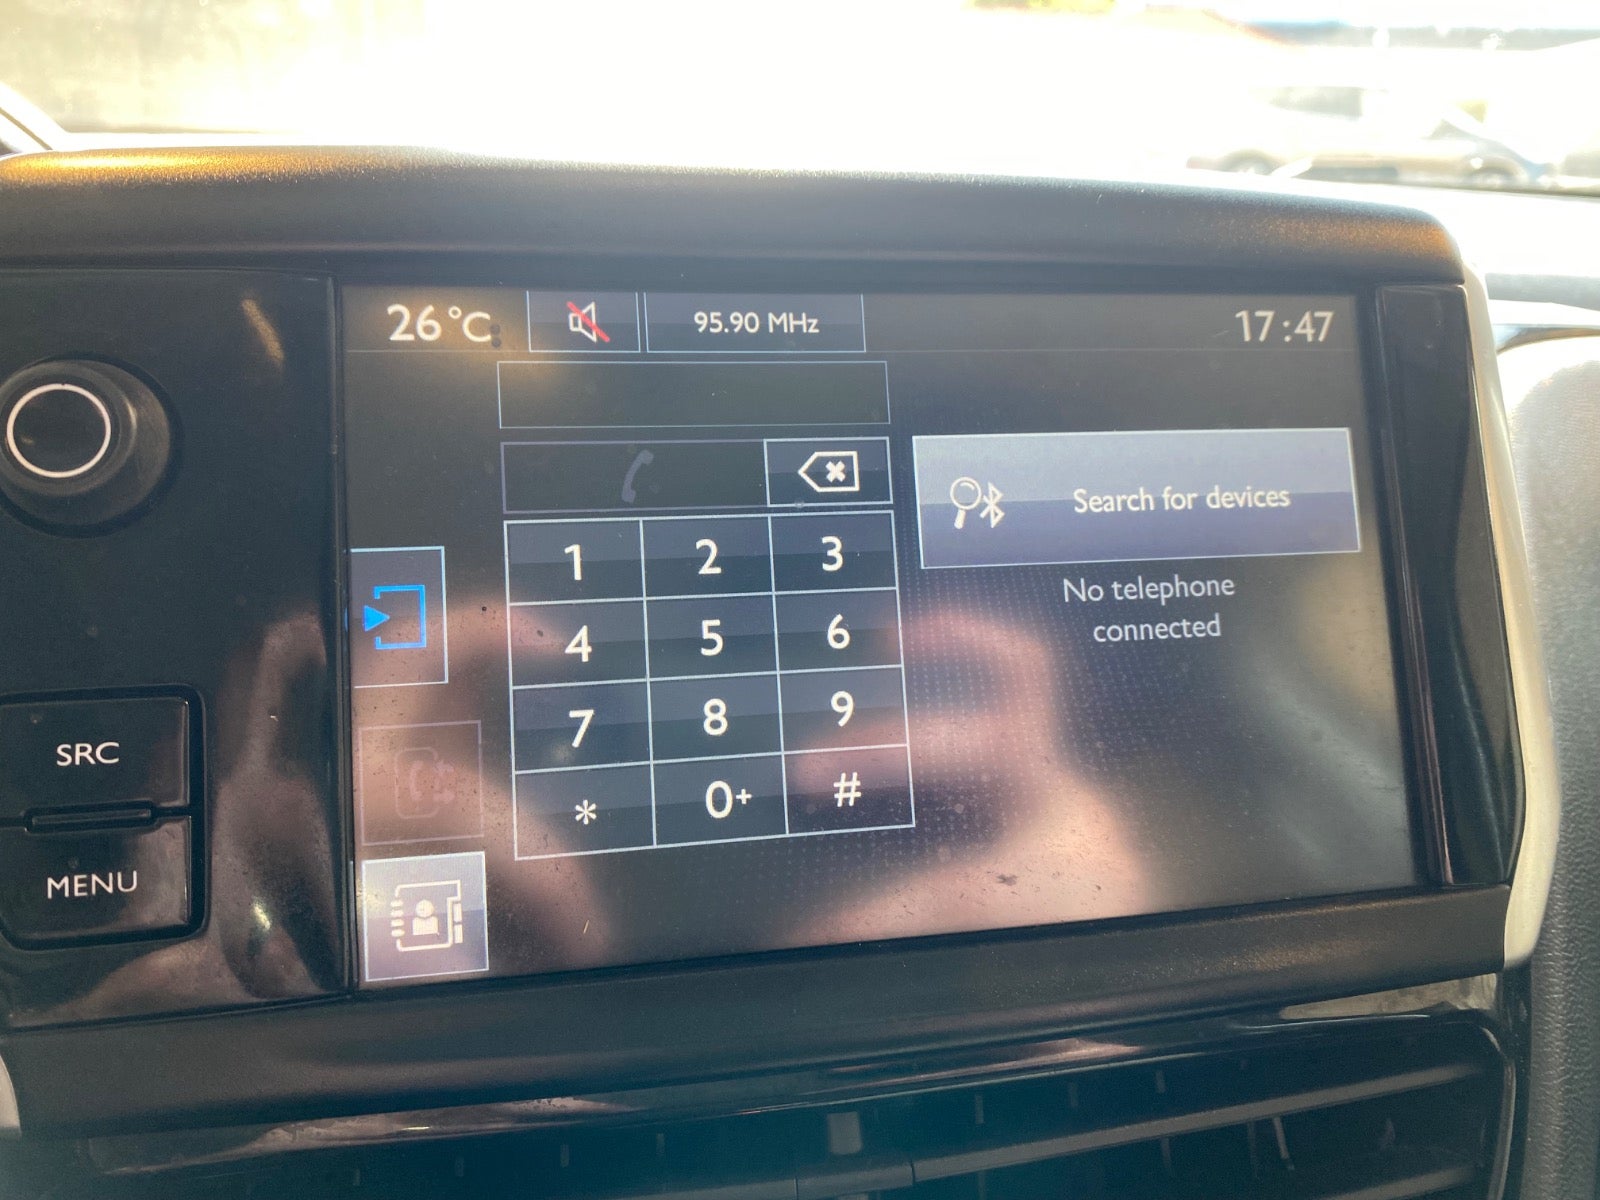 26 °C
95.90 MHz
17:47
Search for devices
No telephone
connected
1 2 3
4 5 6
7 8 9
* 0+ #
SRC
MENU